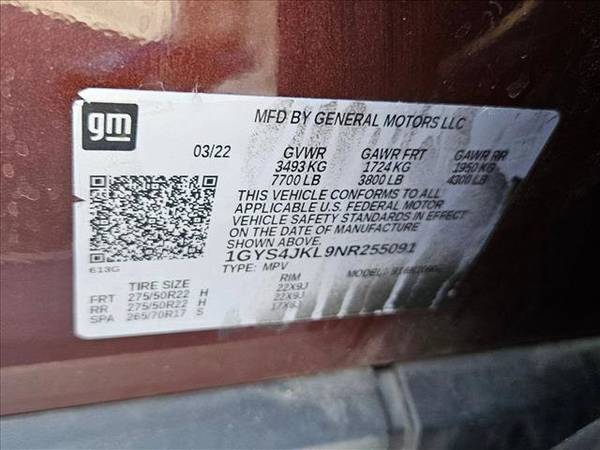 gm
MFD BY GENERAL MOTORS LLC
03/22 GVWR GAWR FRT GAWR RR
3493 KG 1724 KG 1950 KG
7700 LB 3800 LB 4300 LB
THIS VEHICLE CONFORMS TO ALL
APPLICABLE U.S. FEDERAL MOTOR
VEHICLE SAFETY STANDARDS IN EFFECT
ON THE DATE OF MANUFACTURE
SHOWN ABOVE.
1GYS4JKL9NR255091
613G
TYPE: MPV MODEL:
TIRE SIZE RIM
FRT 275/50R22 H 22X9J
RR 275/50R22 H 22X9J
SPA 265/70R17 S 17X8J